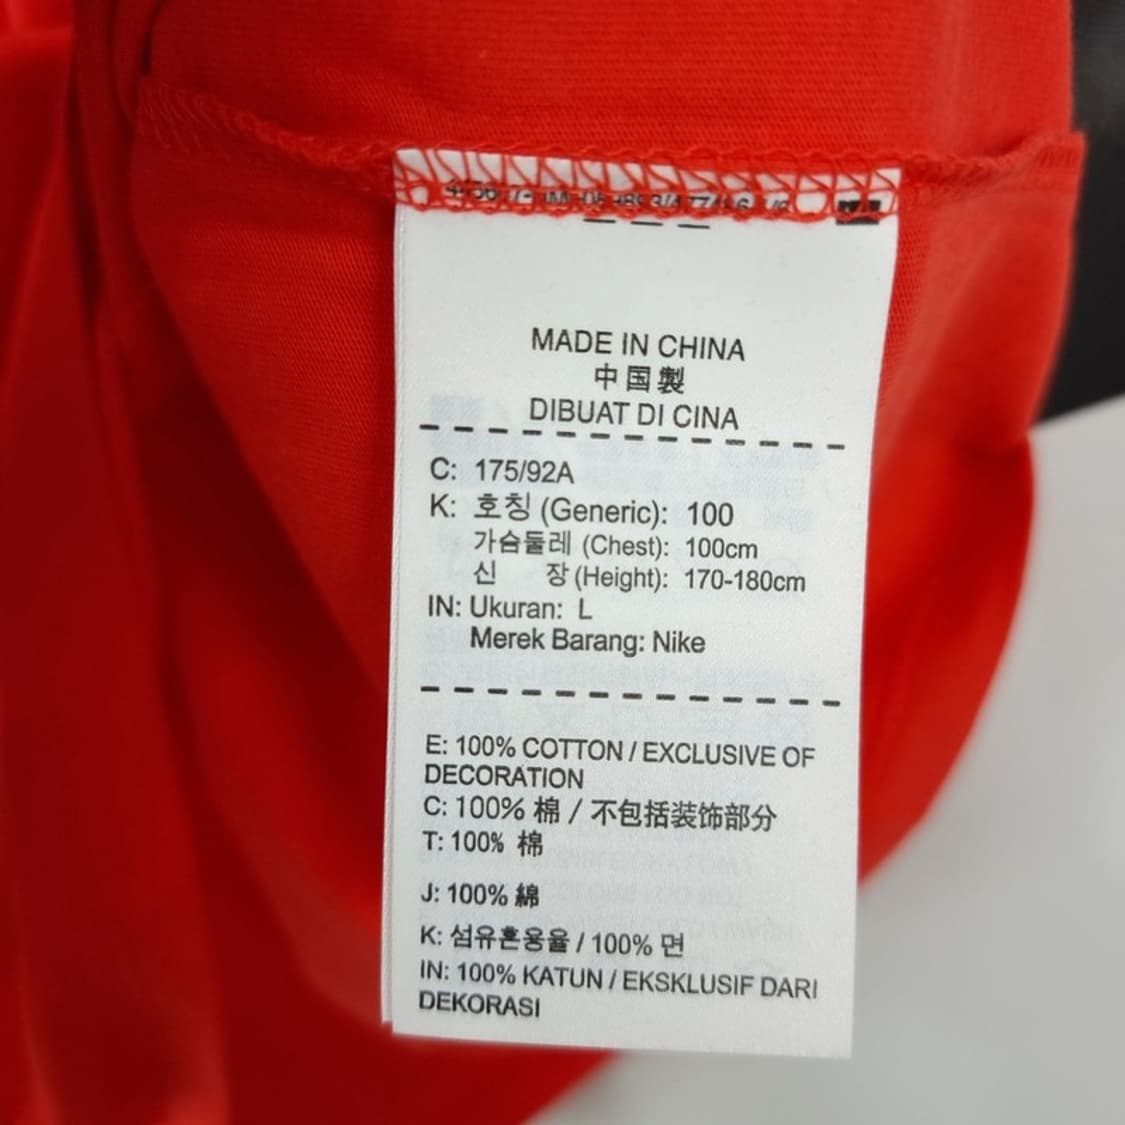 MADE IN CHINA
中国製
DIBUAT DI CINA
C: 175/92A
K: 호칭 (Generic): 100
가슴둘레 (Chest): 100cm
신 장 (Height): 170-180cm
IN: Ukuran: L
Merek Barang: Nike
E: 100% COTTON / EXCLUSIVE OF
DECORATION
C: 100% 棉 / 不包括装饰部分
T: 100% 棉
J: 100% 綿
K: 섬유혼용율 / 100% 면
IN: 100% KATUN / EKSKLUSIF DARI
DEKORASI